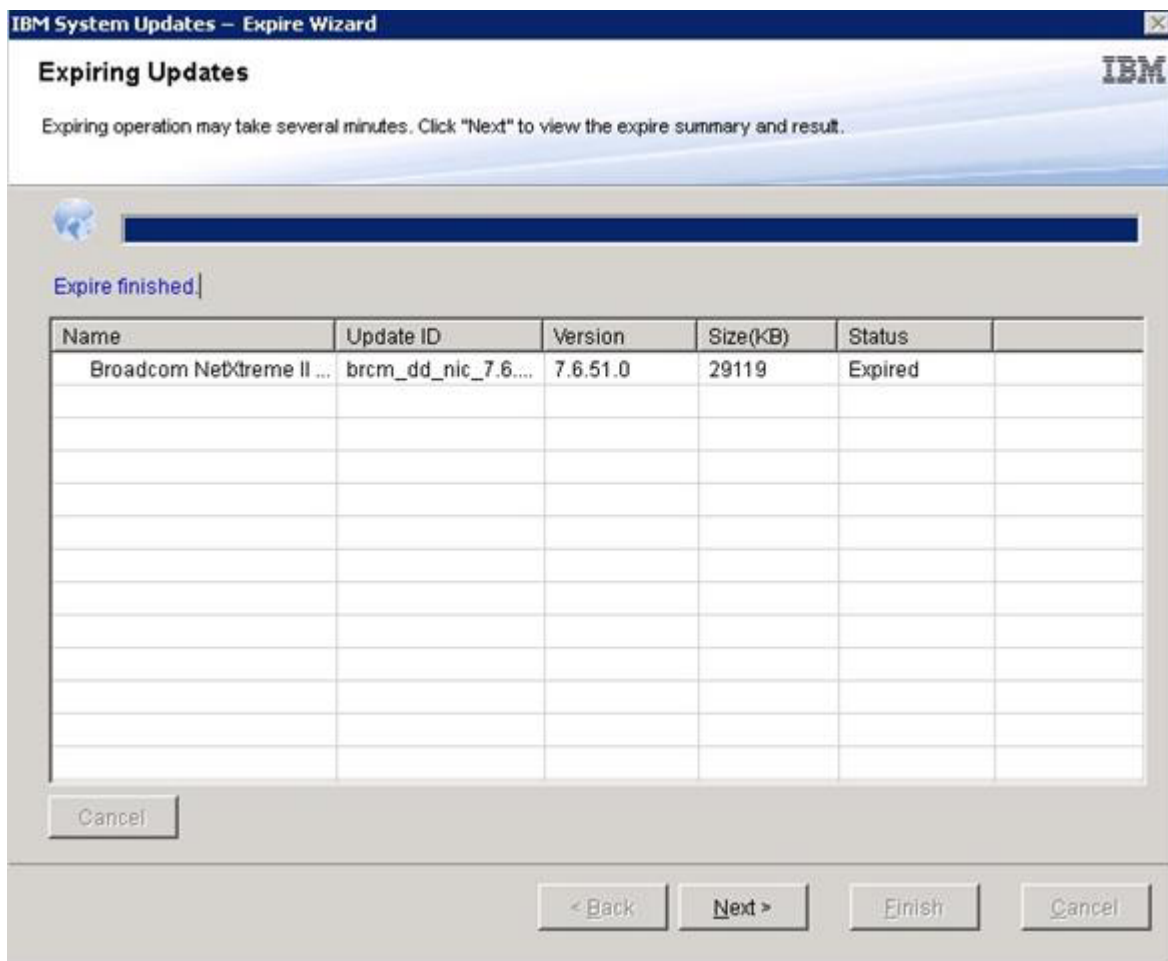 IBM System Updates – Expire Wizard
Expiring Updates
IBM
Expiring operation may take several minutes. Click "Next" to view the expire summary and result.
Expire finished.
Name Update ID Version Size(KB) Status
Broadcom NetXtreme II ... brcm_dd_nic_7.6.... 7.6.51.0 29119 Expired
Cancel
< Back Next > Finish Cancel